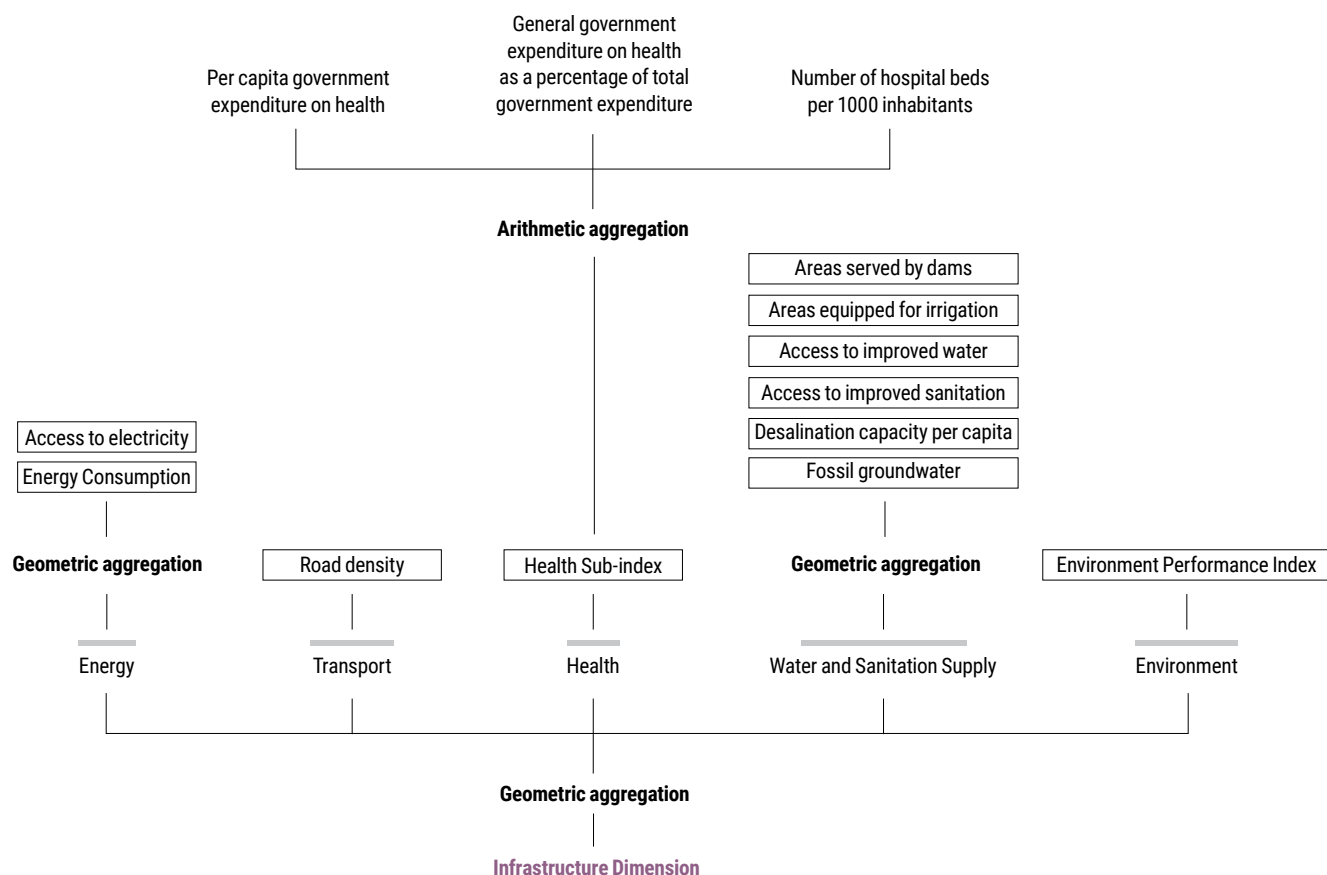 General government
expenditure on health
as a percentage of total
government expenditure
Per capita government
expenditure on health
Number of hospital beds
per 1000 inhabitants
Arithmetic aggregation
Areas served by dams
Areas equipped for irrigation
Access to improved water
Access to improved sanitation
Desalination capacity per capita
Fossil groundwater
Access to electricity
Energy Consumption
Geometric aggregation
Road density
Health Sub-index
Geometric aggregation
Environment Performance Index
Energy
Transport
Health
Water and Sanitation Supply
Environment
Geometric aggregation
Infrastructure Dimension